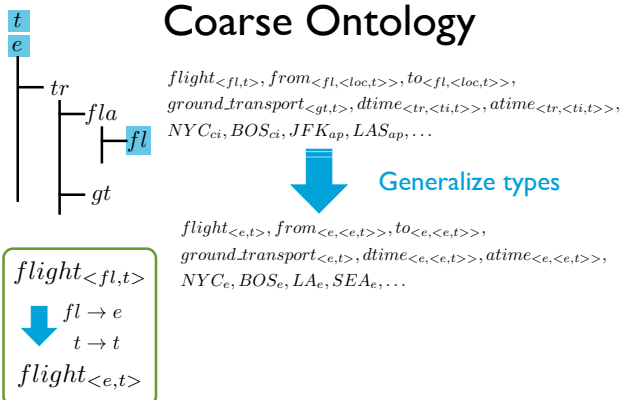 Coarse Ontology
t
e
tr
fla
fl
gt
flight<fl,t>, from<fl,<loc,t>>, to<fl,<loc,t>>,
ground_transport<gt,t>, dtime<tr,<ti,t>>, atime<tr,<ti,t>>,
NYCci, BOSci, JFKap, LASap, . . .
Generalize types
flight<e,t>, from<e,<e,t>>, to<e,<e,t>>,
ground_transport<e,t>, dtime<e,<e,t>>, atime<e,<e,t>>,
NYCe, BOSe, LAe, SEAe, . . .
flight<fl,t>
fl → e
t → t
flight<e,t>